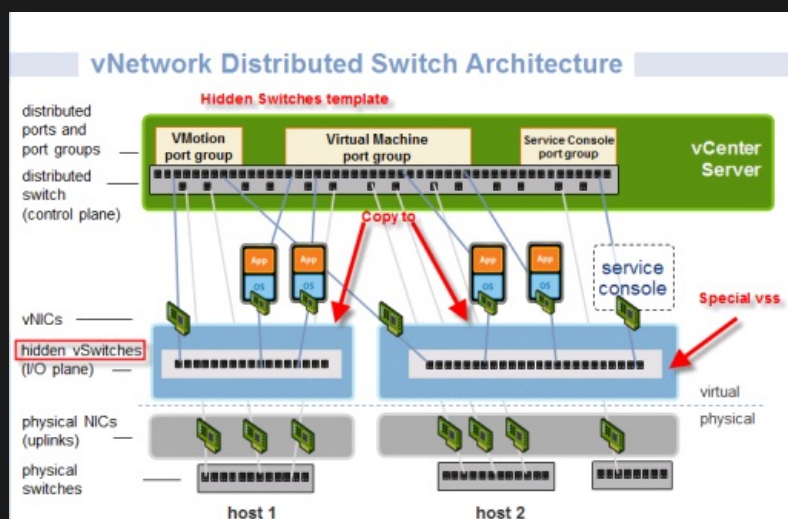 vNetwork Distributed Switch Architecture
Hidden Switches template
distributed
ports and
port groups
VMotion
port group
Virtual Machine
port group
Service Console
port group
vCenter
Server
distributed
switch
(control plane)
Copy to
App
OS
App
OS
App
OS
App
OS
service
console
Special vss
vNICs
hidden vSwitches
(I/O plane)
virtual
physical
physical NICs
(uplinks)
physical
switches
host 1
host 2